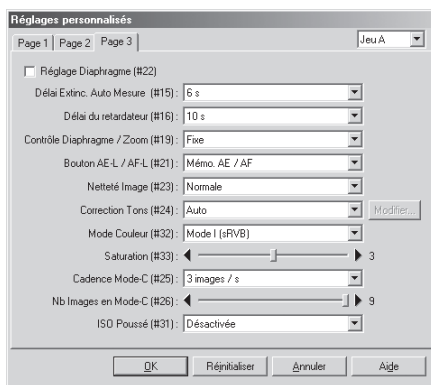 Réglages personnalisés
Page 1 Page 2 Page 3 Jeu A
Réglage Diaphragme (#22)
Délai Extinc. Auto Mesure (#15) : 6 s
Délai du retardateur (#16) : 10 s
Contrôle Diaphragme / Zoom (#19) : Fixe
Bouton AE-L / AF-L (#21) : Mémo. AE / AF
Netteté Image (#23) : Normale
Correction Tons (#24) : Auto Modifier...
Mode Couleur (#32) : Mode I (sRVB)
Saturation (#33) : 3
Cadence Mode-C (#25) : 3 images / s
Nb Images en Mode-C (#26) : 9
ISO Poussé (#31) : Désactivée
OK Réinitialiser Annuler Aide